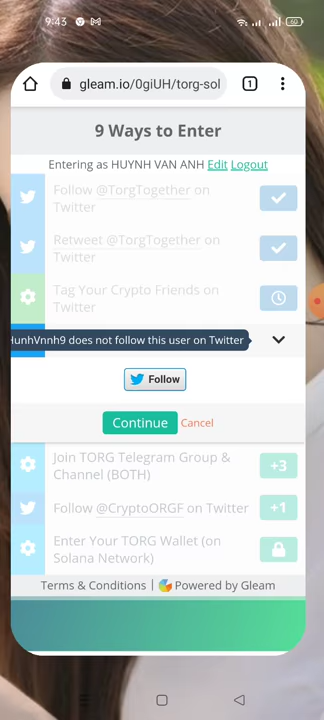 9:43
60
gleam.io/0giUH/torg-sol
1
9 Ways to Enter
Entering as HUYNH VAN ANH Edit Logout
Follow @TorgTogether on
Twitter
Retweet @TorgTogether on
Twitter
Tag Your Crypto Friends on
Twitter
HunhVnnh9 does not follow this user on Twitter
Follow
Continue Cancel
Join TORG Telegram Group &
Channel (BOTH)
+3
Follow @CryptoORGF on Twitter
+1
Enter Your TORG Wallet (on
Solana Network)
Terms & Conditions | Powered by Gleam